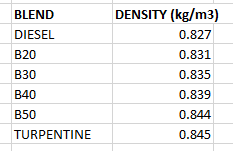 BLEND DENSITY (kg/m3)
DIESEL 0.827
B20 0.831
B30 0.835
B40 0.839
B50 0.844
TURPENTINE 0.845